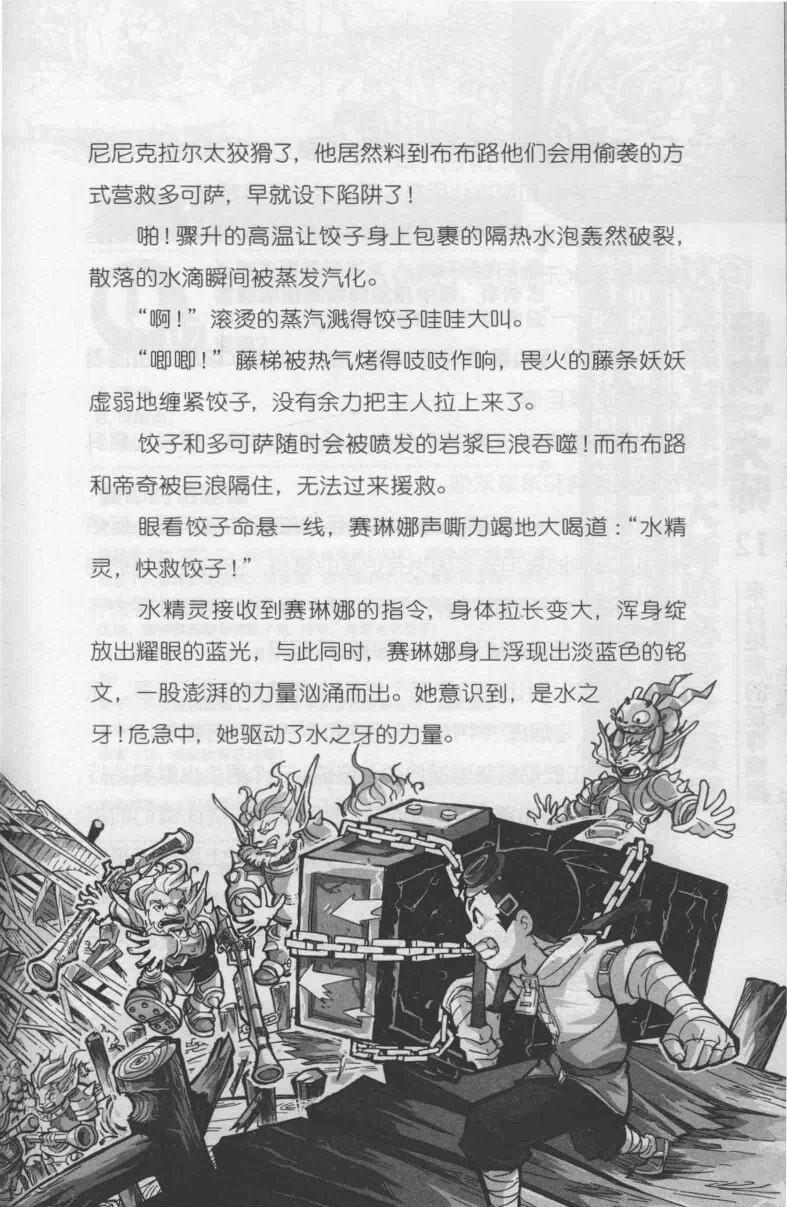 尼尼克拉尔太狡猾了，他居然料到布布路他们会用偷袭的方
式营救多可萨，早就设下陷阱了！
啪！骤升的高温让饺子身上包裹的隔热水泡轰然破裂，
散落的水滴瞬间被蒸发汽化。
“啊！”滚烫的蒸汽溅得饺子哇哇大叫。
“唧唧！”藤梯被热气烤得吱吱作响，畏火的藤条妖妖
虚弱地缠紧饺子，没有余力把主人拉上来了。
饺子和多可萨随时会被喷发的岩浆巨浪吞噬！而布布路
和帝奇被巨浪隔住，无法过来援救。
眼看饺子命悬一线，赛琳娜声嘶力竭地大喝道：“水精
灵，快救饺子！”
水精灵接收到赛琳娜的指令，身体拉长变大，浑身绽
放出耀眼的蓝光，与此同时，赛琳娜身上浮现出淡蓝色的铭
文，一股澎湃的力量汹涌而出。她意识到，是水之
牙！危急中，她驱动了水之牙的力量。